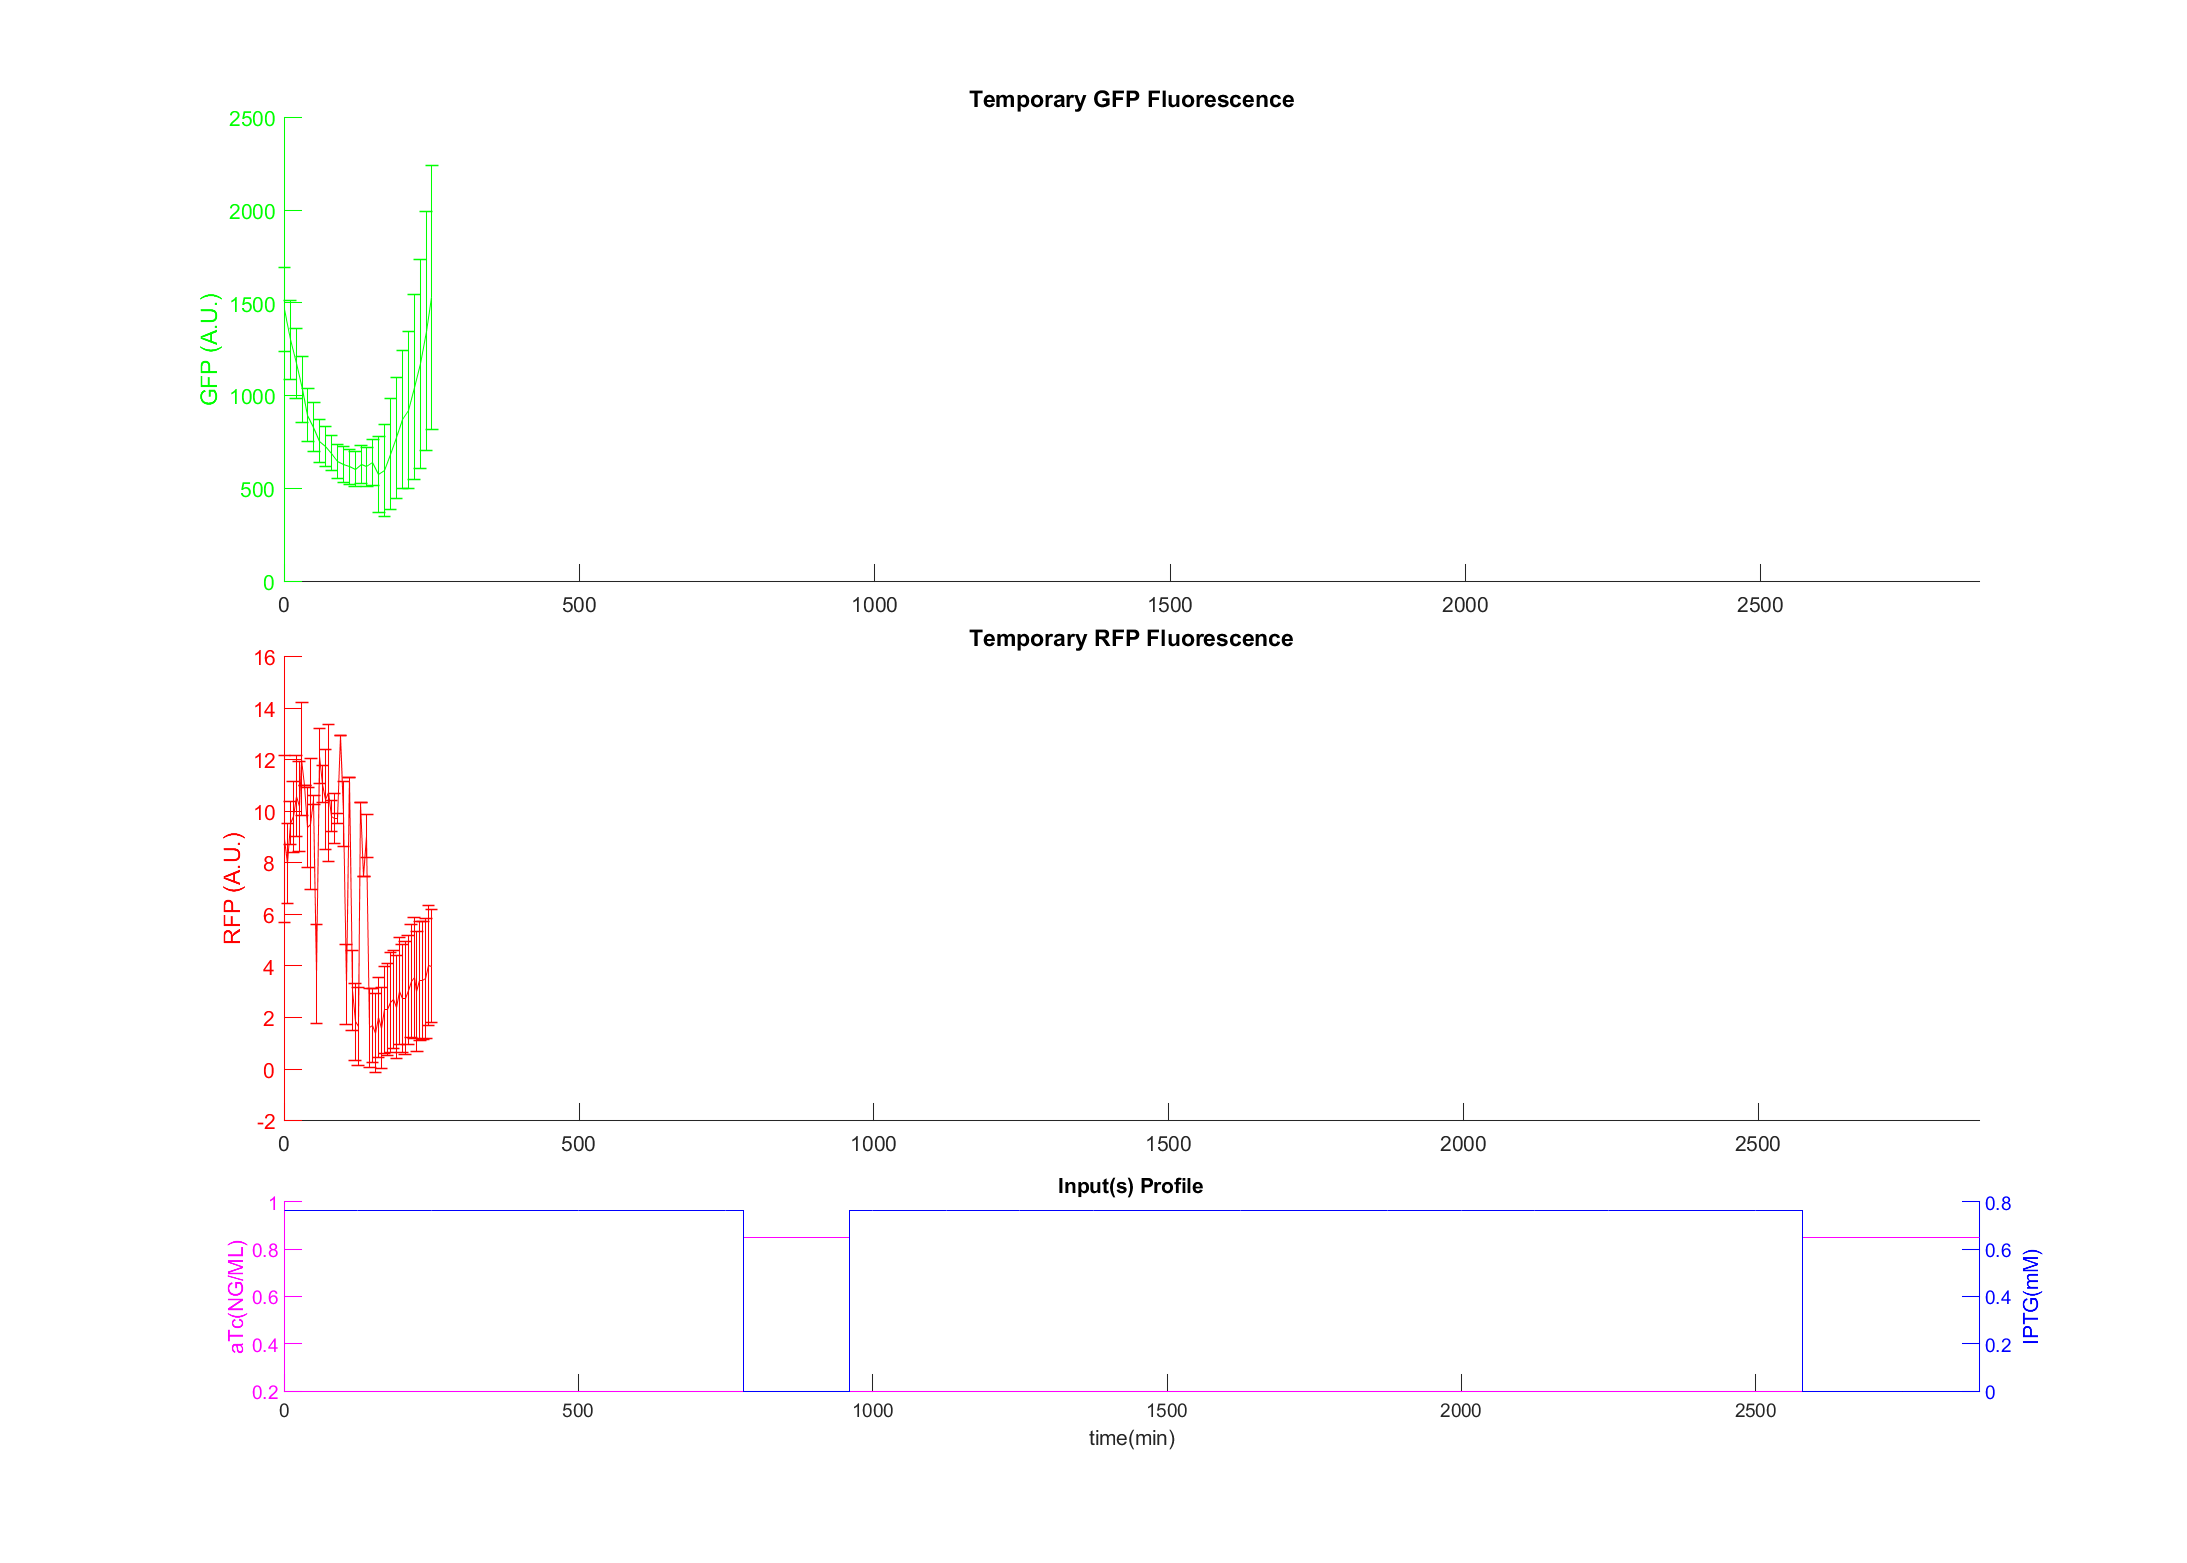 Temporary GFP Fluorescence
2500
2000
1500
1000
500
0
GFP (A.U.)
0 500 1000 1500 2000 2500
Temporary RFP Fluorescence
16
14
12
10
8
6
4
2
0
-2
RFP (A.U.)
0 500 1000 1500 2000 2500
Input(s) Profile
1
0.8
0.6
0.4
0.2
aTc(NG/ML)
0.8
0.6
0.4
0.2
0
IPTG(mM)
0 500 1000 1500 2000 2500
time(min)